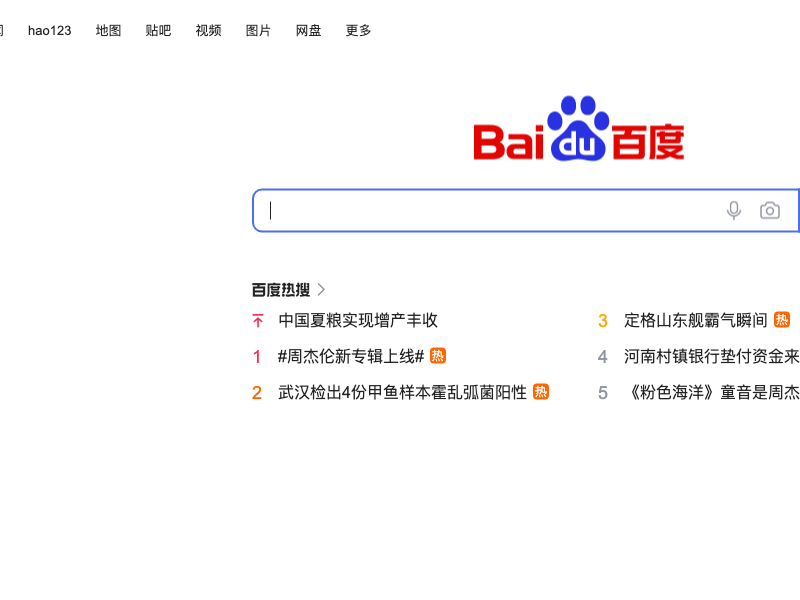 hao123 地图 贴吧 视频 图片 网盘 更多
Bai du 百度
百度热搜
中国夏粮实现增产丰收
1 #周杰伦新专辑上线# 热
2 武汉检出4份甲鱼样本霍乱弧菌阳性 热
3 定格山东舰霸气瞬间 热
4 河南村镇银行垫付资金来
5 《粉色海洋》童音是周杰